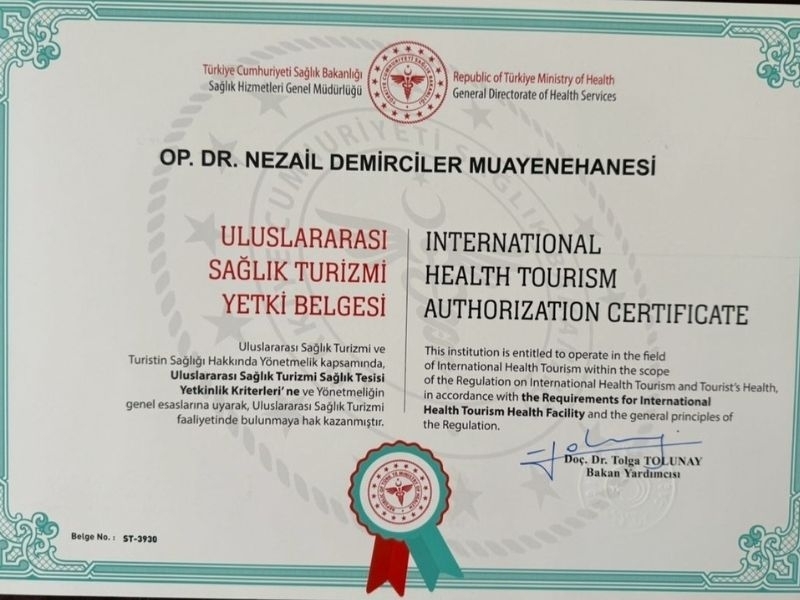 Türkiye Cumhuriyeti Sağlık Bakanlığı
Sağlık Hizmetleri Genel Müdürlüğü
Republic of Türkiye Ministry of Health
General Directorate of Health Services
OP. DR. NEZAİL DEMİRCİLER MUAYENEHANESİ
ULUSLARARASI
SAĞLIK TURİZMİ
YETKİ BELGESİ
Uluslararası Sağlık Turizmi ve
Turistin Sağlığı Hakkında Yönetmelik kapsamında,
Uluslararası Sağlık Turizmi Sağlık Tesisi
Yetkinlik Kriterleri' ne ve Yönetmeliğin
genel esaslarına uyarak, Uluslararası Sağlık Turizmi
faaliyetinde bulunmaya hak kazanmıştır.
INTERNATIONAL
HEALTH TOURISM
AUTHORIZATION CERTIFICATE
This institution is entitled to operate in the field
of International Health Tourism within the scope
of the Regulation on International Health Tourism and Tourist's Health,
in accordance with the Requirements for International
Health Tourism Health Facility and the general principles of
the Regulation.
Doç. Dr. Tolga TOLUNAY
Bakan Yardımcısı
Belge No. : ST-3930